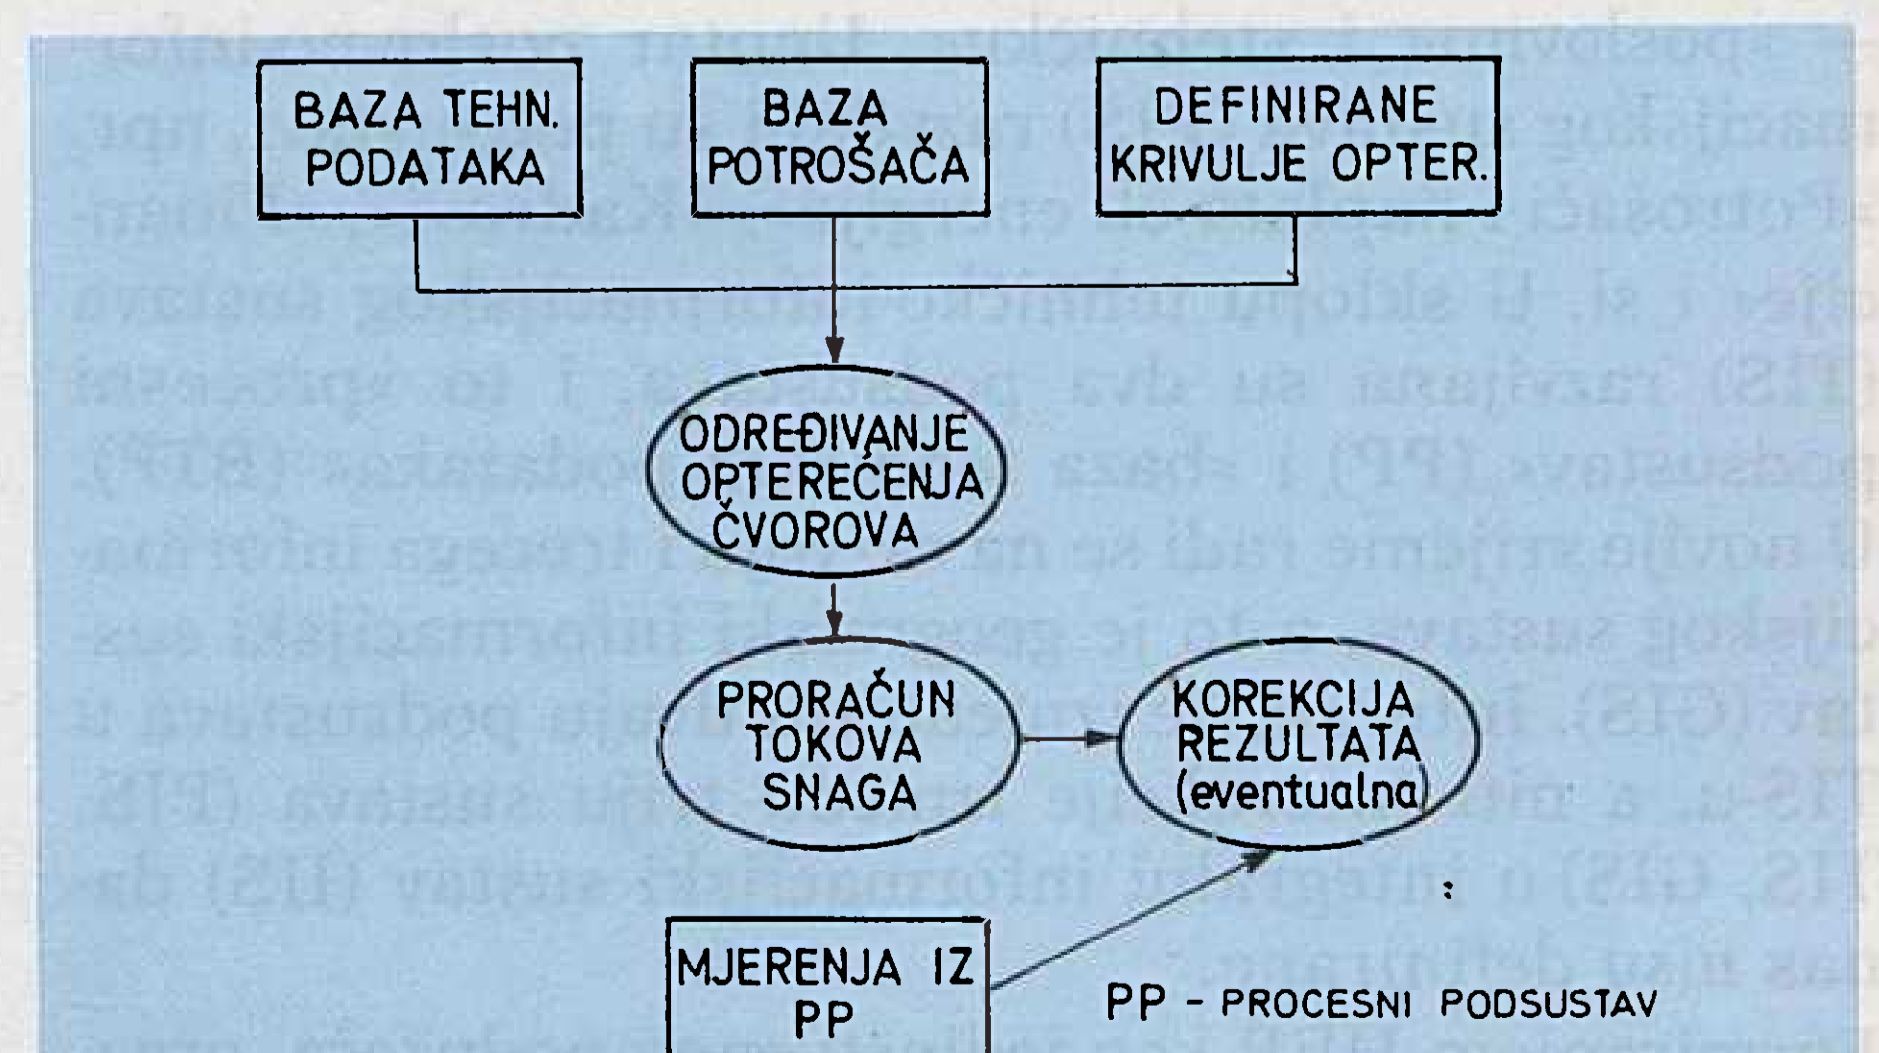 BAZA TEHN.
PODATAKA
BAZA
POTROŠAČA
DEFINIRANE
KRIVULJE OPTER.
ODREĐIVANJE
OPTEREĆENJA
ČVOROVA
PRORAČUN
TOKOVA
SNAGA
KOREKCIJA
REZULTATA
(eventualna)
MJERENJA IZ
PP
PP - PROCESNI PODSUSTAV